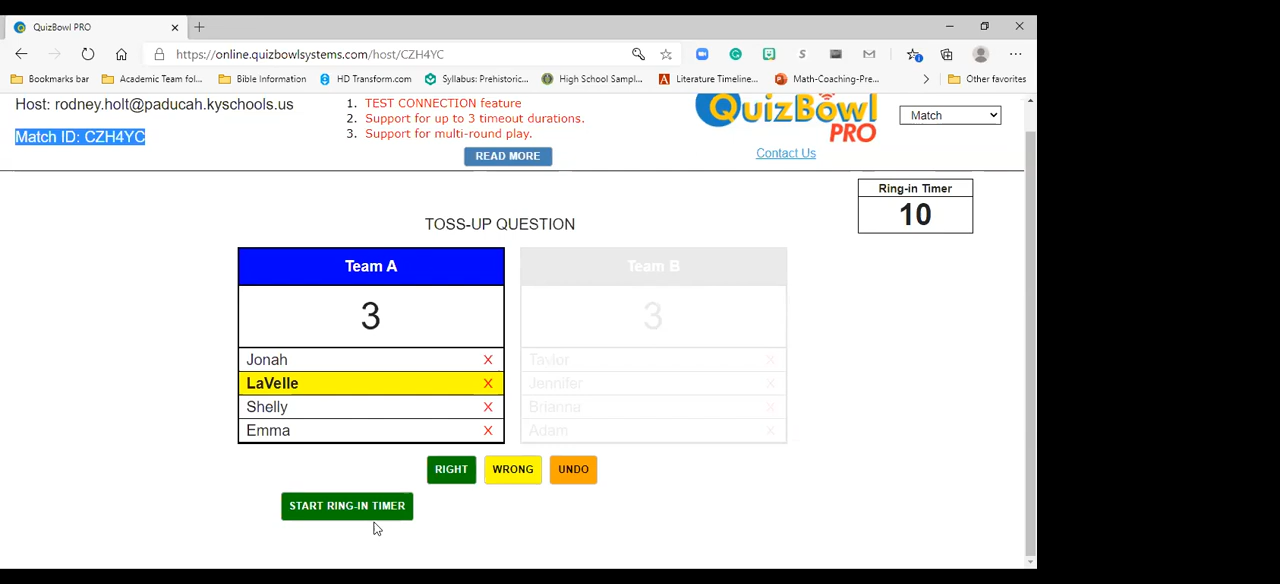 QuizBowl PRO
https://online.quizbowlsystems.com/host/CZH4YC
Bookmarks bar Academic Team fol... Bible Information HD Transform.com Syllabus: Prehistoric... High School Sampl... Literature Timeline... Math-Coaching-Pre... Other favorites
Host: rodney.holt@paducah.kyschools.us
Match ID: CZH4YC
1. TEST CONNECTION feature
2. Support for up to 3 timeout durations.
3. Support for multi-round play.
READ MORE
QuizBowl
PRO
Contact Us
Match
Ring-in Timer
10
TOSS-UP QUESTION
Team A
3
Jonah X
LaVelle X
Shelly X
Emma X
Team B
3
Taylor X
Jennifer X
Brianna X
Adam X
RIGHT WRONG UNDO
START RING-IN TIMER